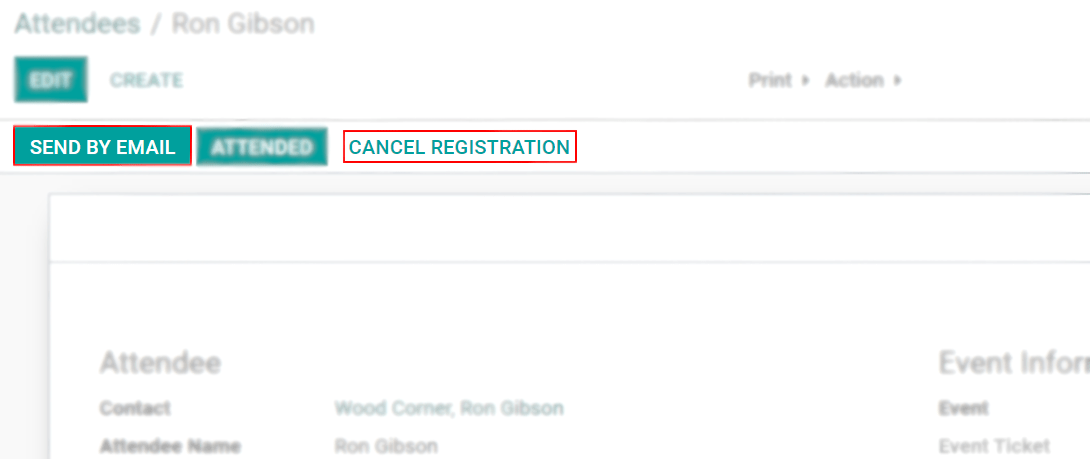 Attendees / Ron Gibson
EDIT CREATE Print Action
SEND BY EMAIL ATTENDED CANCEL REGISTRATION
Attendee Event Infor
Contact Wood Corner, Ron Gibson Event
Attendee Name Ron Gibson Event Ticket